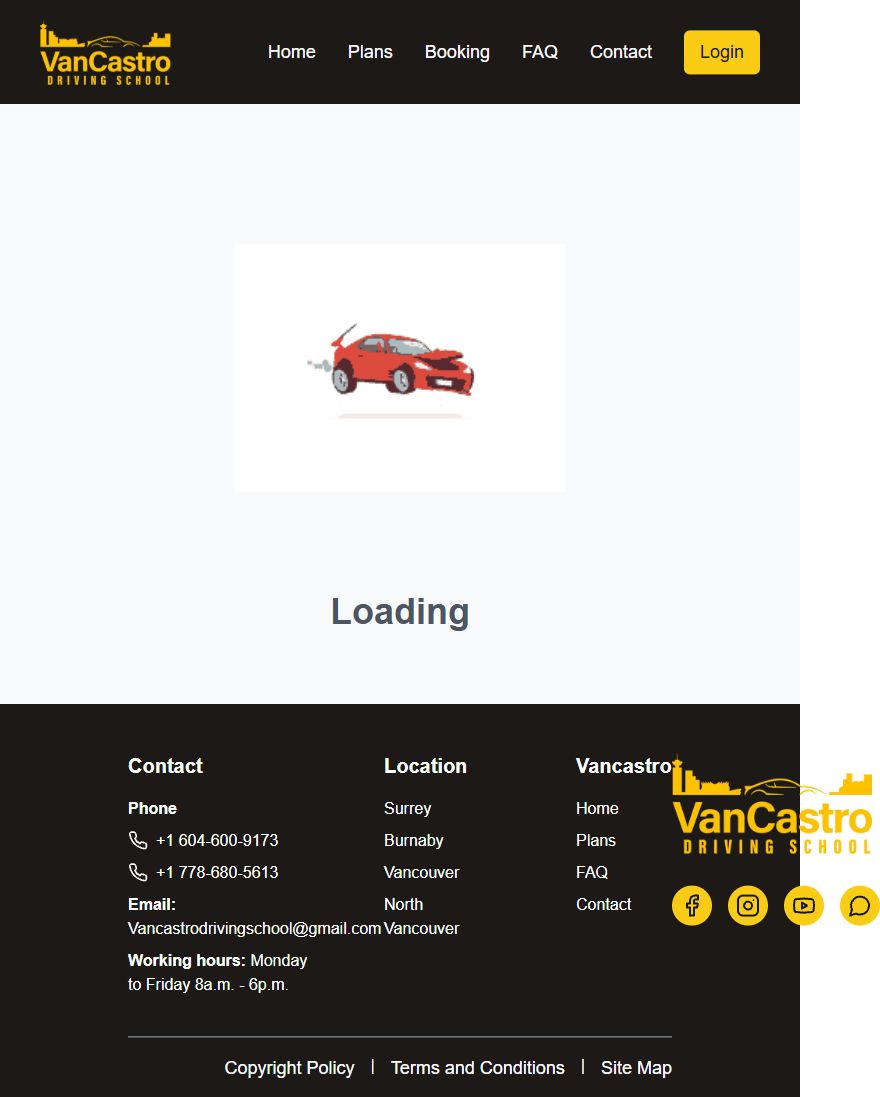 VanCastro
DRIVING SCHOOL
Home
Plans
Booking
FAQ
Contact
Login
Loading
Contact
Phone
+1 604-600-9173
+1 778-680-5613
Email:
Vancastrodrivingschool@gmail.com
Working hours: Monday
to Friday 8a.m. - 6p.m.
Location
Surrey
Burnaby
Vancouver
North
Vancouver
Vancastro
Home
Plans
FAQ
Contact
VanCastro
DRIVING SCHOOL
Copyright Policy | Terms and Conditions | Site Map